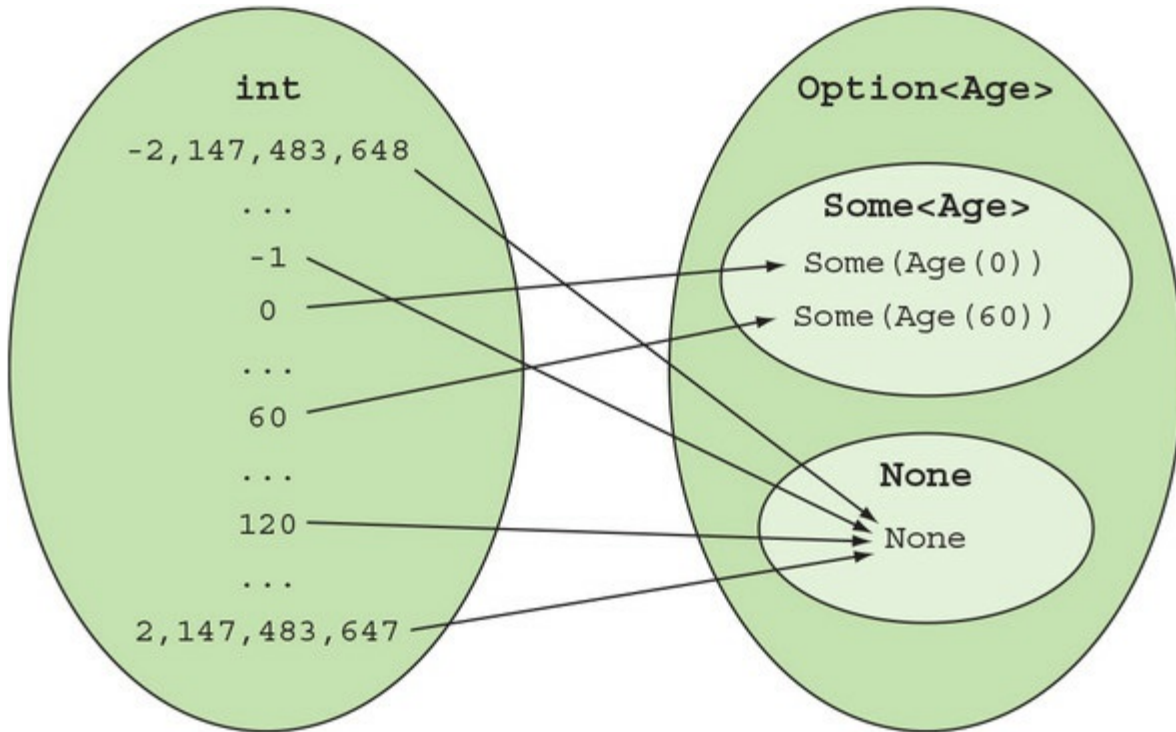 int
-2,147,483,648
...
-1
0
...
60
...
120
...
2,147,483,647
Option<Age>
Some<Age>
Some(Age(0))
Some(Age(60))
None
None